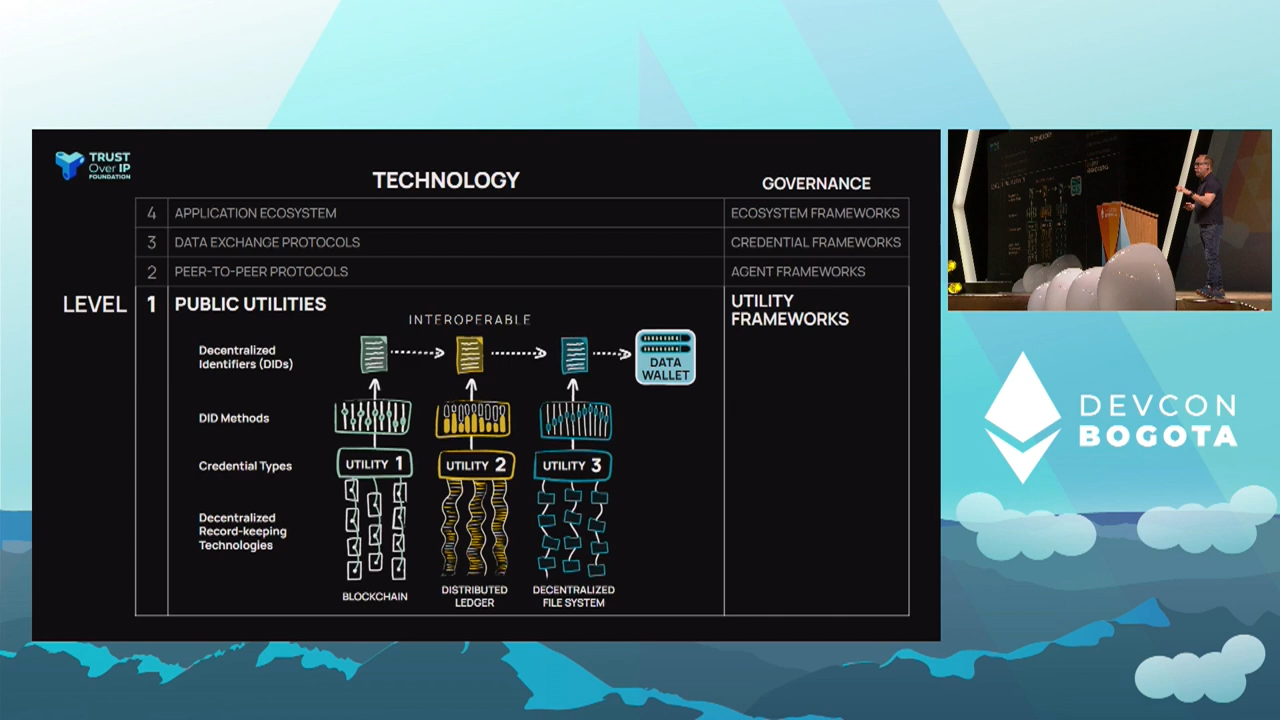 TRUST
Over IP
FOUNDATION
TECHNOLOGY
GOVERNANCE
4 APPLICATION ECOSYSTEM ECOSYSTEM FRAMEWORKS
3 DATA EXCHANGE PROTOCOLS CREDENTIAL FRAMEWORKS
2 PEER-TO-PEER PROTOCOLS AGENT FRAMEWORKS
LEVEL 1 PUBLIC UTILITIES
UTILITY
FRAMEWORKS
INTEROPERABLE
Decentralized
Identifiers (DIDs)
DATA
WALLET
DID Methods
Credential Types
UTILITY 1
UTILITY 2
UTILITY 3
Decentralized
Record-keeping
Technologies
BLOCKCHAIN
DISTRIBUTED
LEDGER
DECENTRALIZED
FILE SYSTEM
DEVCON
BOGOTA